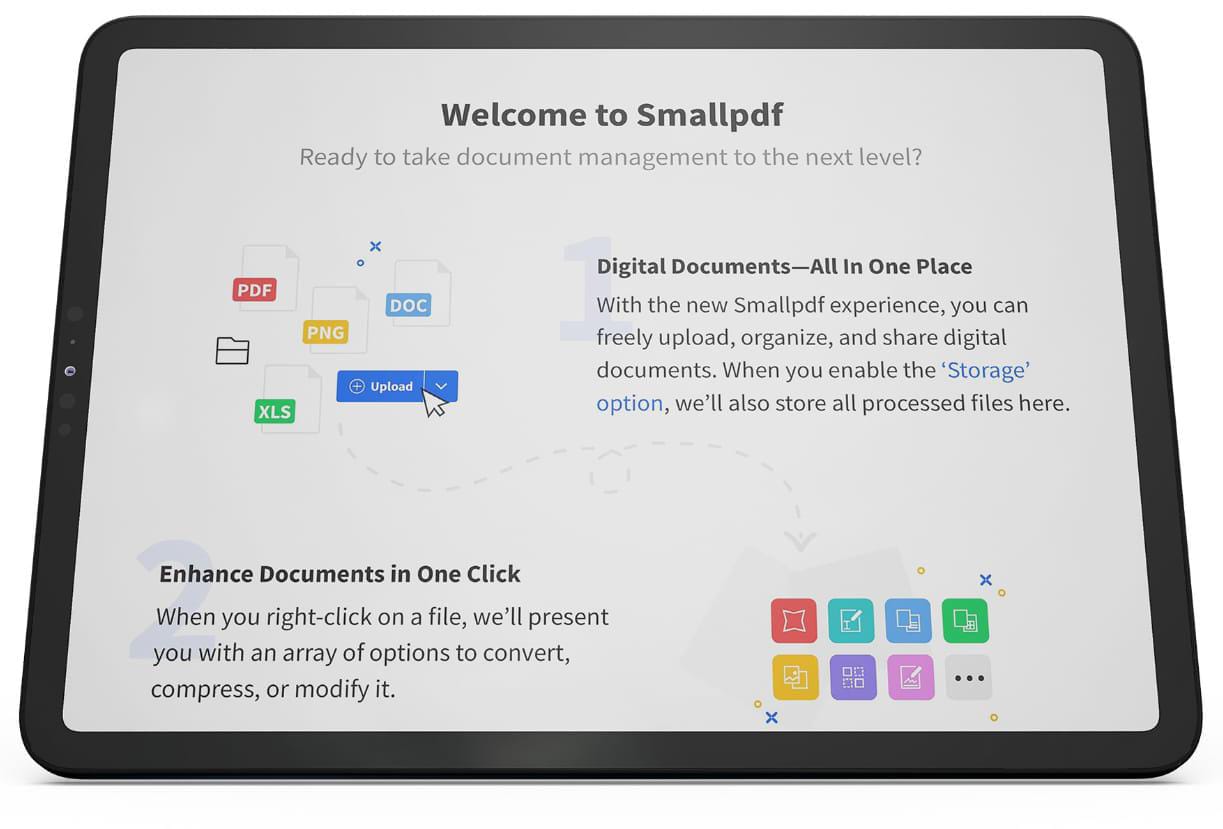 Welcome to Smallpdf
Ready to take document management to the next level?
PDF
DOC
PNG
XLS
Upload
1
Digital Documents—All In One Place
With the new Smallpdf experience, you can
freely upload, organize, and share digital
documents. When you enable the ‘Storage’
option, we’ll also store all processed files here.
2
Enhance Documents in One Click
When you right-click on a file, we’ll present
you with an array of options to convert,
compress, or modify it.